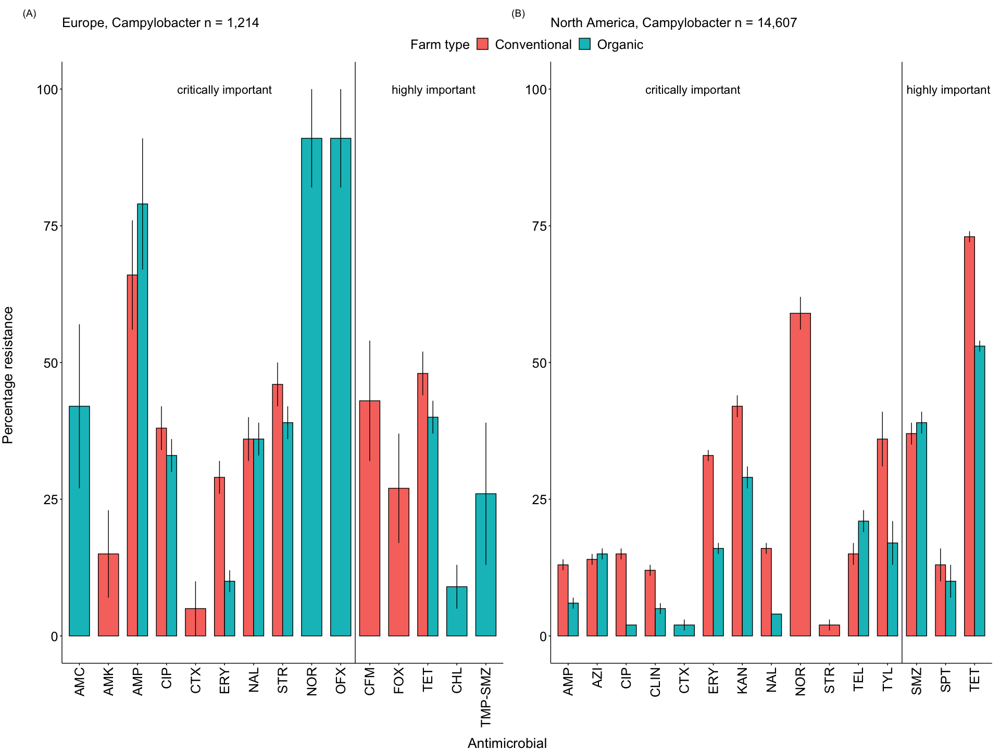 (A)
Europe, Campylobacter n = 1,214
(B)
North America, Campylobacter n = 14,607
Farm type Conventional Organic
Percentage resistance
100
75
50
25
0
critically important
highly important
AMC
AMK
AMP
CIP
CTX
ERY
NAL
STR
NOR
OFX
CFM
FOX
TET
CHL
TMP-SMZ
100
75
50
25
0
critically important
highly important
AMP
AZI
CIP
CLIN
CTX
ERY
KAN
NAL
NOR
STR
TEL
TYL
SMZ
SPT
TET
Antimicrobial